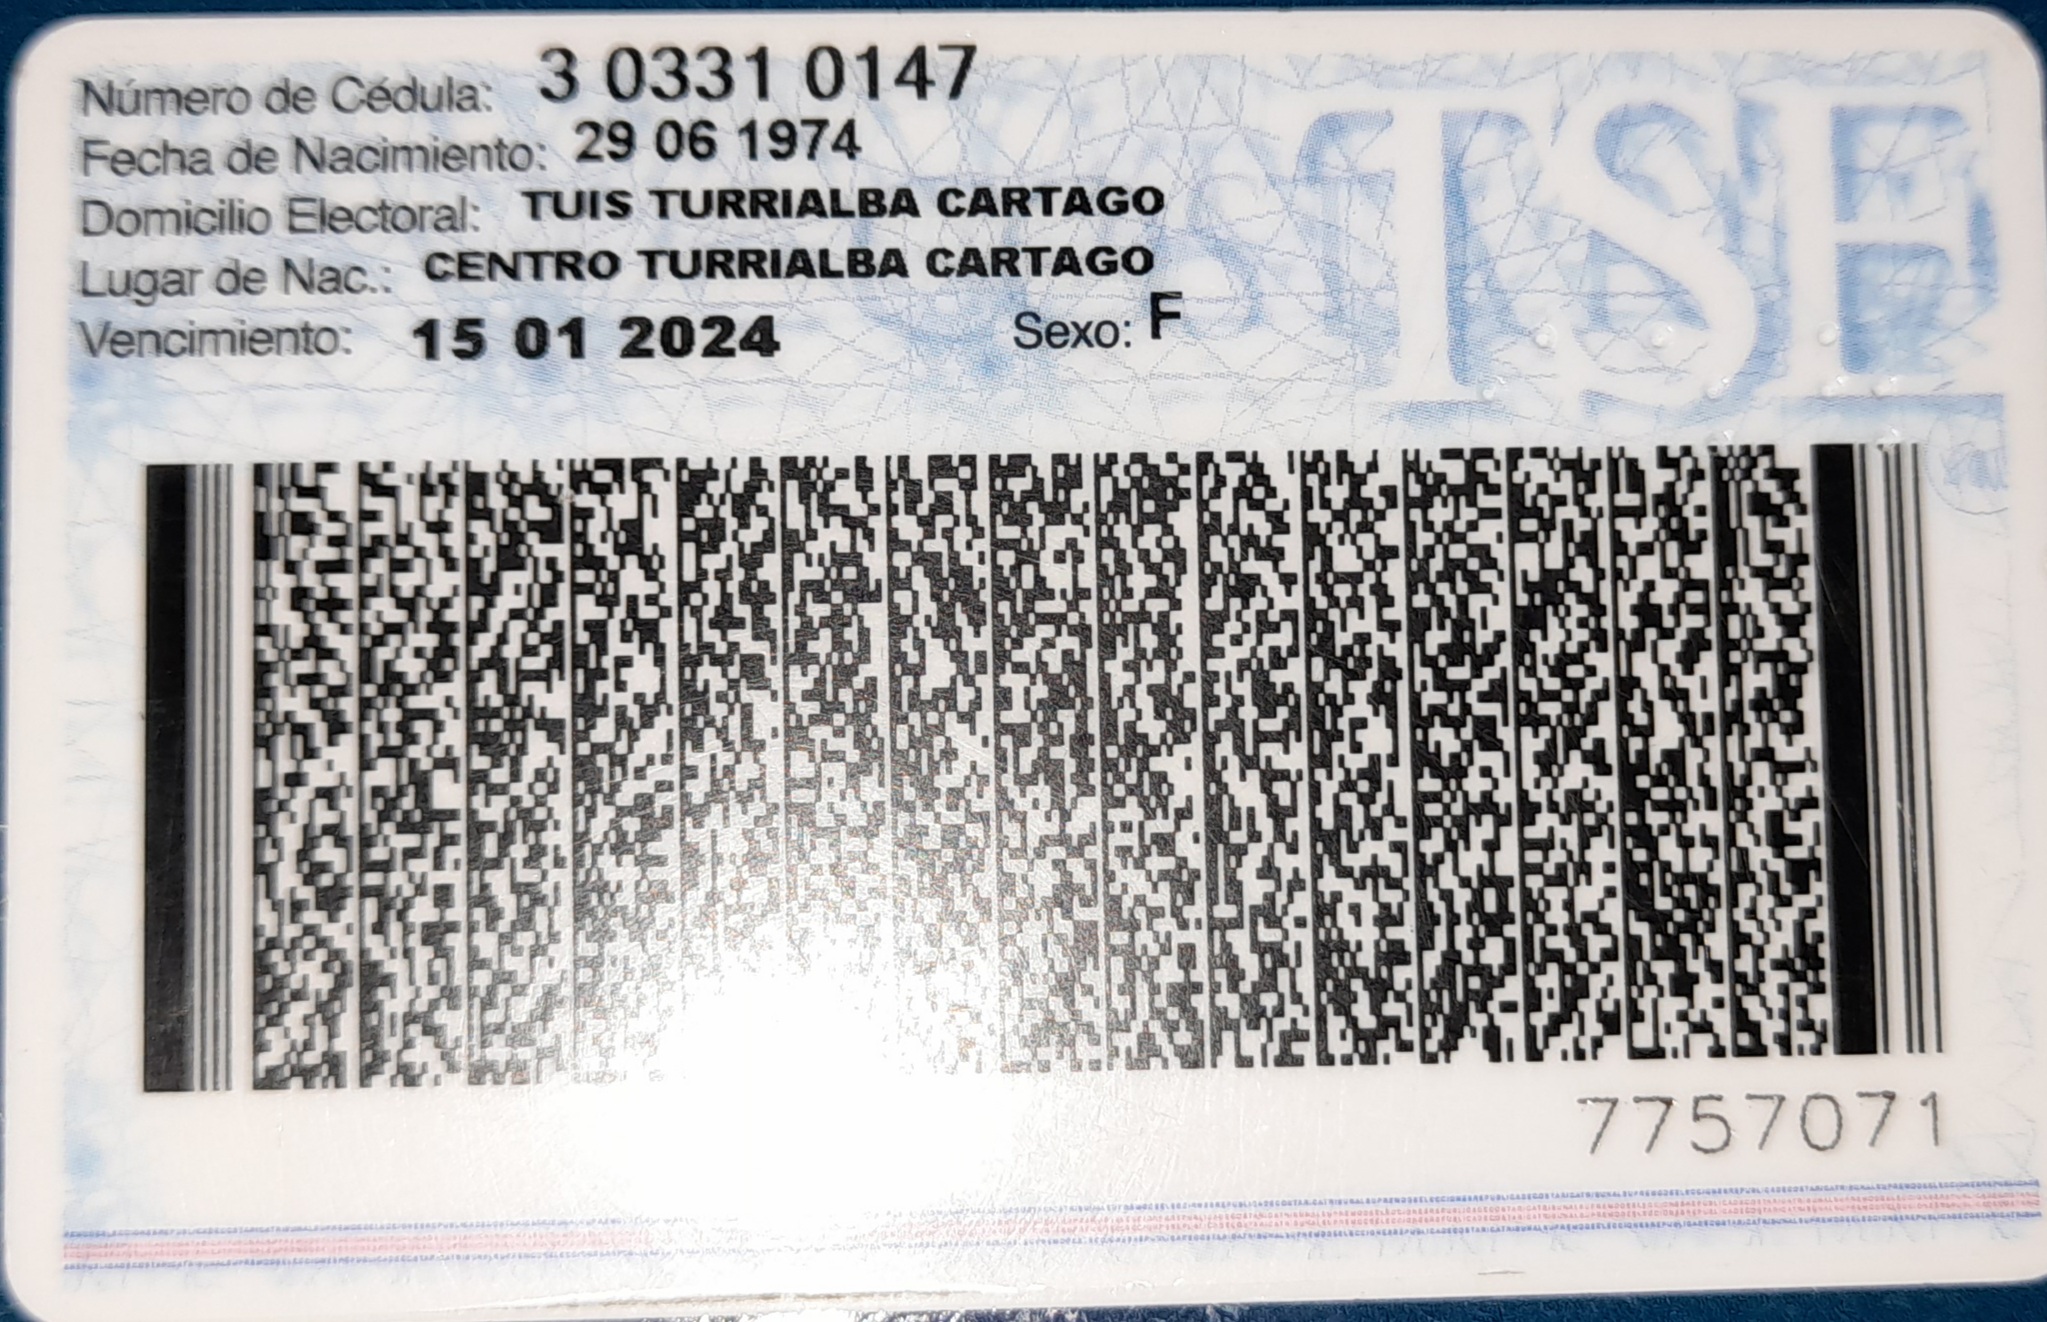 Número de Cédula: 3 0331 0147
Fecha de Nacimiento: 29 06 1974
Domicilio Electoral: TUIS TURRIALBA CARTAGO
Lugar de Nac.: CENTRO TURRIALBA CARTAGO
Vencimiento: 15 01 2024 Sexo: F
TSE
7757071